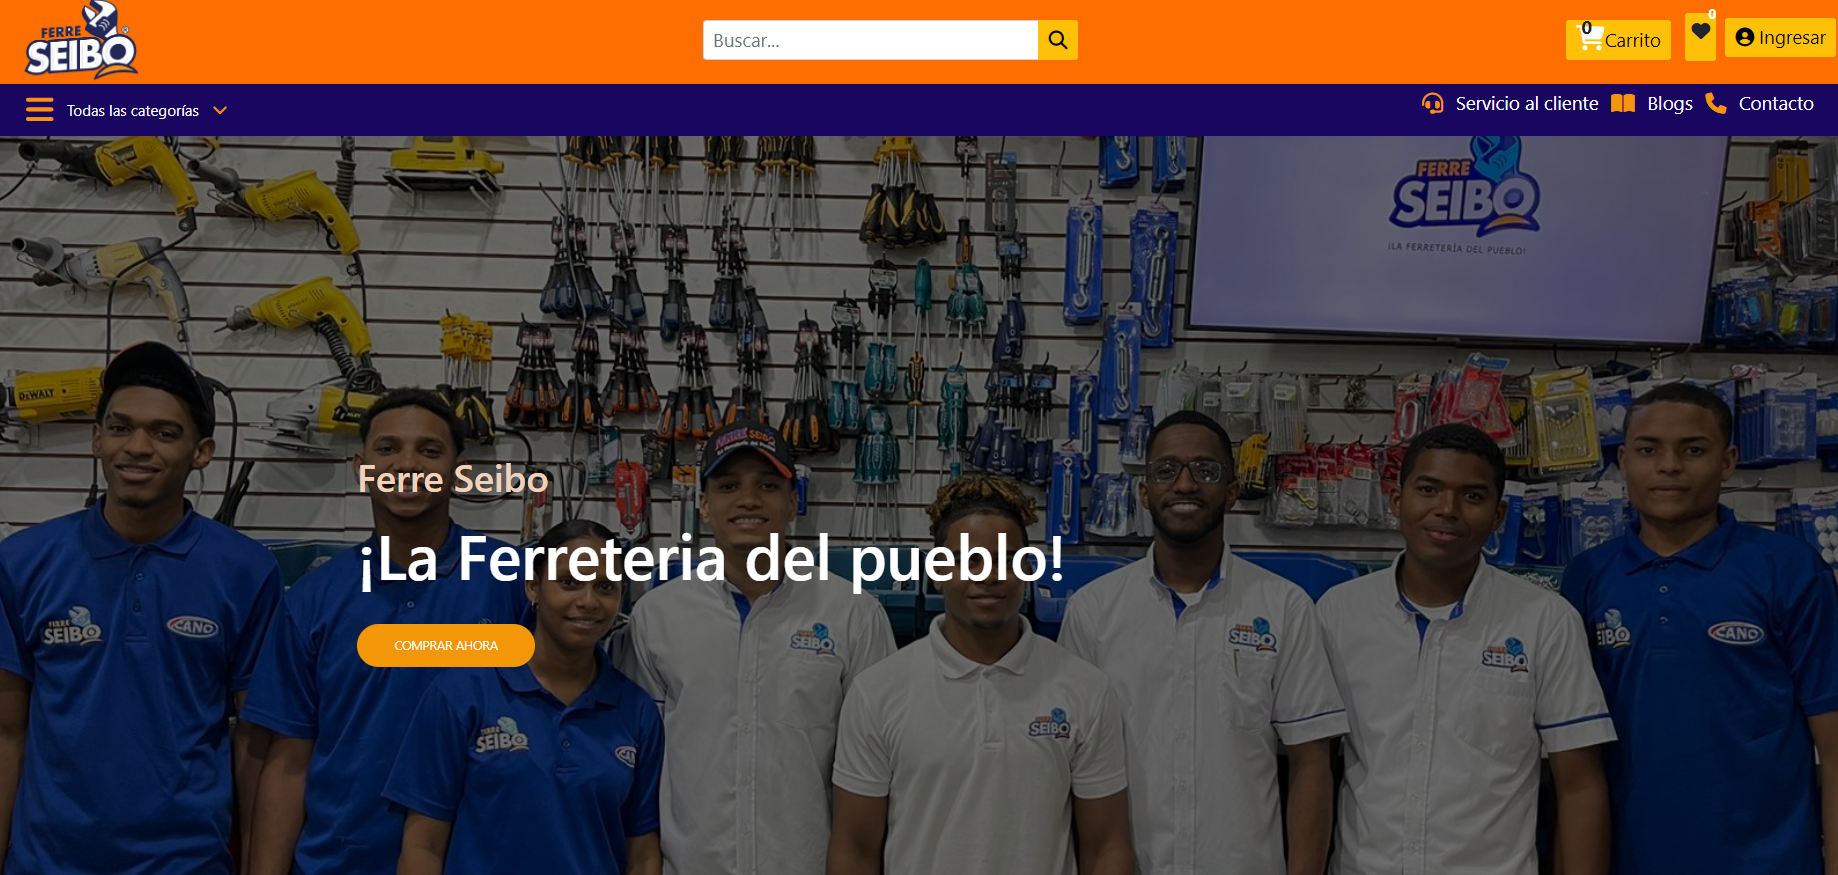 FERRE
SEIBO
Buscar...
0
Carrito
0
Ingresar
Todas las categorías
Servicio al cliente
Blogs
Contacto
FERRE
SEIBO
¡LA FERRETERÍA DEL PUEBLO!
DEWALT
FERRE SEIBO
Ferre Seibo
¡La Ferreteria del pueblo!
COMPRAR AHORA
FERRE
SEIBO
CANO
FERRE
SEIBO
FERRE
SEIBO
FERRE
SEIBO
FERRE
SEIBO
FERRE
SEIBO
CANO